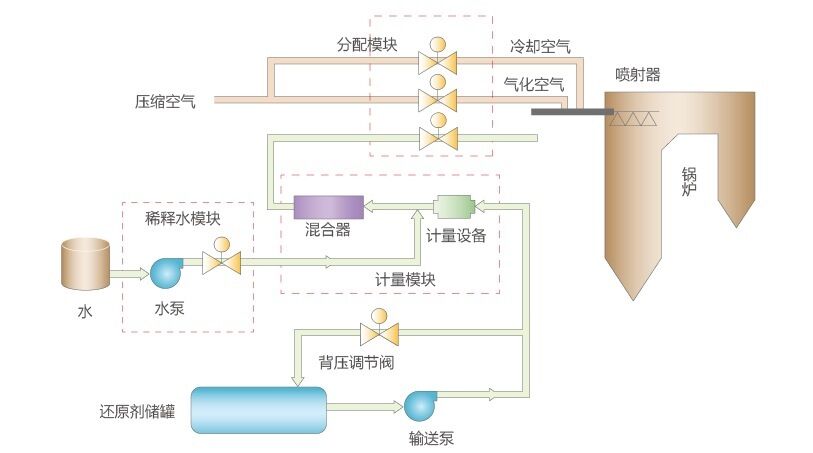 分配模块
冷却空气
喷射器
气化空气
压缩空气
锅炉
稀释水模块
混合器
计量设备
计量模块
水
水泵
背压调节阀
还原剂储罐
输送泵